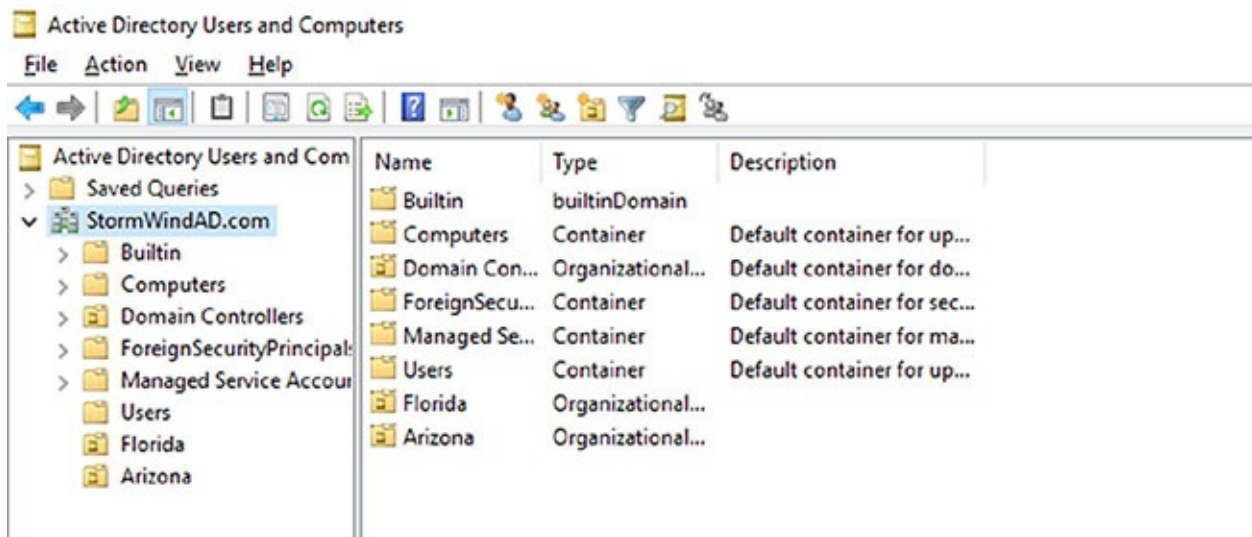 Active Directory Users and Computers
File Action View Help
Active Directory Users and Com
Saved Queries
StormWindAD.com
Builtin
Computers
Domain Controllers
ForeignSecurityPrincipals
Managed Service Accour
Users
Florida
Arizona
Name Type Description
Builtin builtinDomain
Computers Container Default container for up...
Domain Con... Organizational... Default container for do...
ForeignSecu... Container Default container for sec...
Managed Se... Container Default container for ma...
Users Container Default container for up...
Florida Organizational...
Arizona Organizational...